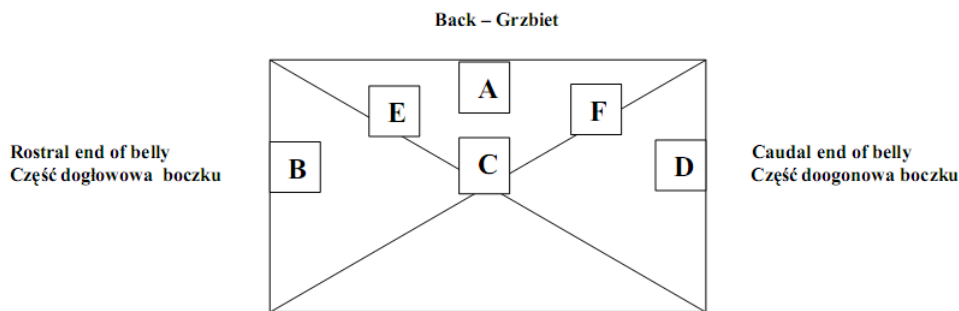 Back – Grzbiet
A
E
F
Rostral end of belly
Część dogłowowa boczku
B
C
D
Caudal end of belly
Część doogonowa boczku